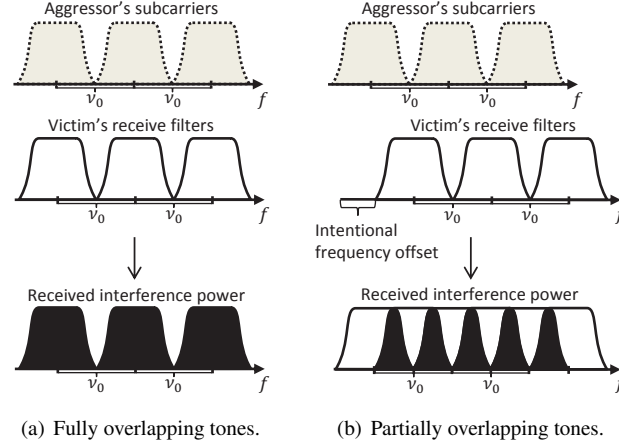 Aggressor's subcarriers
ν₀ ν₀ f
Victim's receive filters
ν₀ ν₀ f
Received interference power
ν₀ ν₀ f
(a) Fully overlapping tones.
Aggressor's subcarriers
ν₀ ν₀ f
Victim's receive filters
ν₀ ν₀ f
Intentional
frequency offset
Received interference power
ν₀ ν₀ f
(b) Partially overlapping tones.